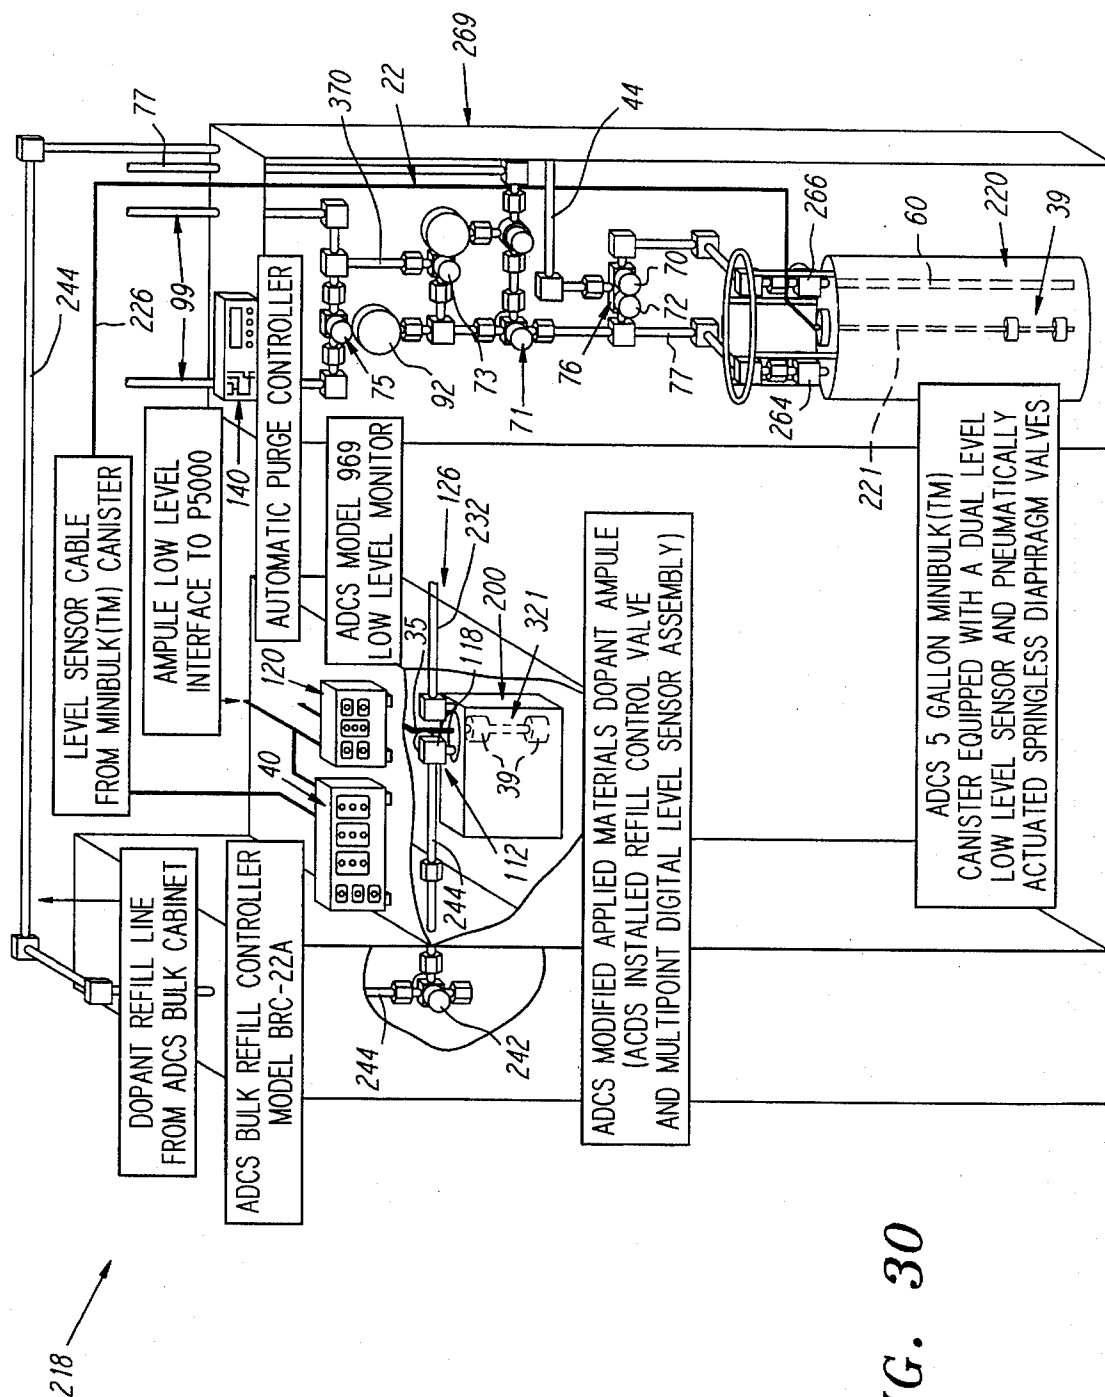 218
244
226
99
77
22
370
269
LEVEL SENSOR CABLE
FROM MINIBULK(TM) CANISTER
AMPULE LOW LEVEL
INTERFACE TO P5000
140
AUTOMATIC PURGE CONTROLLER
ADCS MODEL 969
LOW LEVEL MONITOR
DOPANT REFILL LINE
FROM ADCS BULK CABINET
ADCS BULK REFILL CONTROLLER
MODEL BRC-22A
40
120
75
92
73
71
44
76
72
70
77
126
232
200
35
118
321
39
112
244
244
242
264
266
60
220
39
221
ADCS MODIFIED APPLIED MATERIALS DOPANT AMPULE
(ACDS INSTALLED REFILL CONTROL VALVE
AND MULTIPOINT DIGITAL LEVEL SENSOR ASSEMBLY)
ADCS 5 GALLON MINIBULK(TM)
CANISTER EQUIPPED WITH A DUAL LEVEL
LOW LEVEL SENSOR AND PNEUMATICALLY
ACTUATED SPRINGLESS DIAPHRAGM VALVES
IG. 30